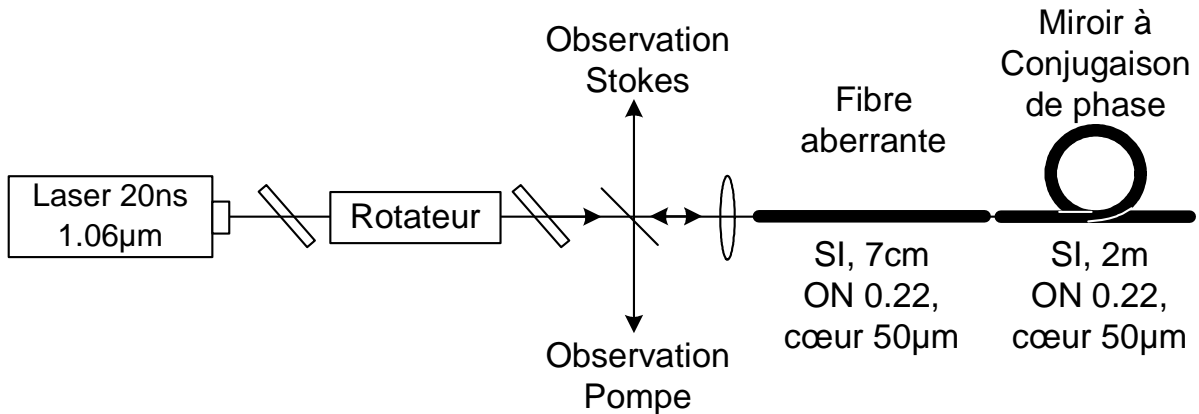 Laser 20ns
1.06µm
Rotateur
Observation
Stokes
Observation
Pompe
Fibre
aberrante
SI, 7cm
ON 0.22,
cœur 50µm
Miroir à
Conjugaison
de phase
SI, 2m
ON 0.22,
cœur 50µm